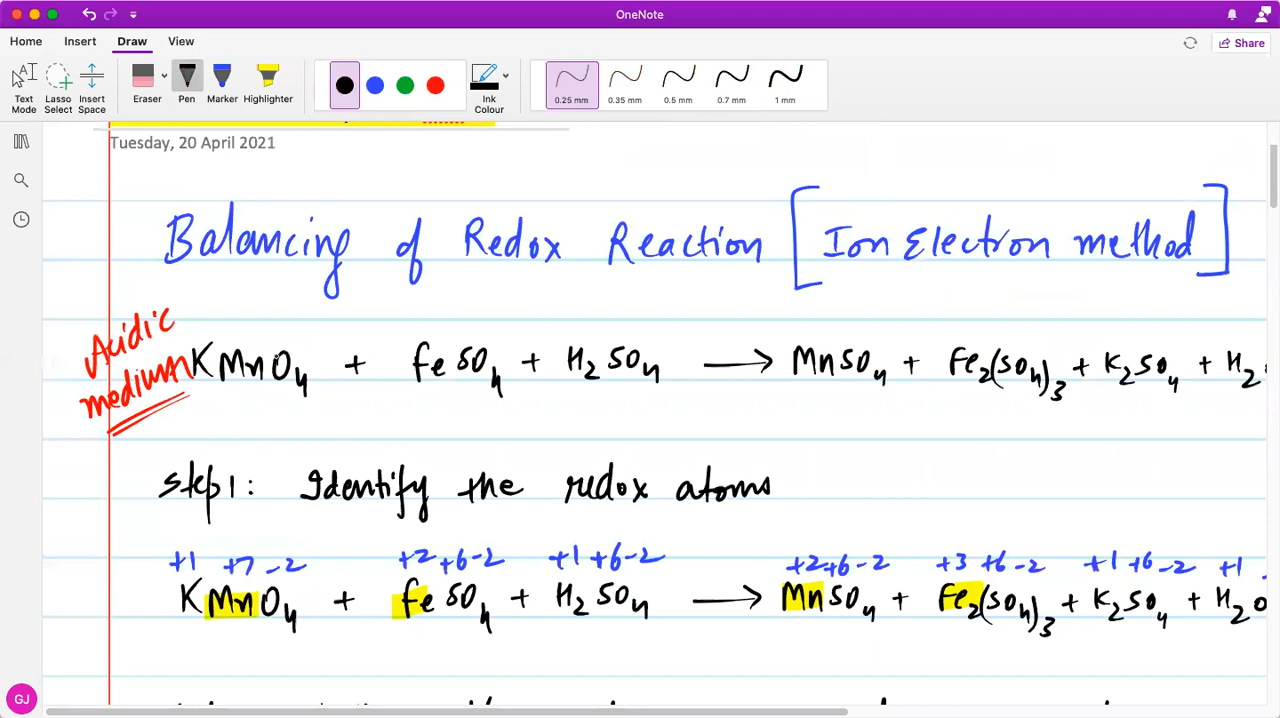 OneNote
Home Insert Draw View
Share
Text Mode
Lasso Select
Insert Space
Eraser
Pen
Marker
Highlighter
Ink Colour
0.25 mm
0.35 mm
0.5 mm
0.7 mm
1 mm
Tuesday, 20 April 2021
Balancing of Redox Reaction [Ion Electron method]
Acidic
medium
KMnO₄ + FeSO₄ + H₂SO₄ ⟶ MnSO₄ + Fe₂(SO₄)₃ + K₂SO₄ + H₂
Step 1: Identify the redox atoms
+1 +7 -2 +2 +6 -2 +1 +6 -2 +2 +6 -2 +3 +6 -2 +1 +6 -2 +1
KMnO₄ + FeSO₄ + H₂SO₄ ⟶ MnSO₄ + Fe₂(SO₄)₃ + K₂SO₄ + H₂O
GJ